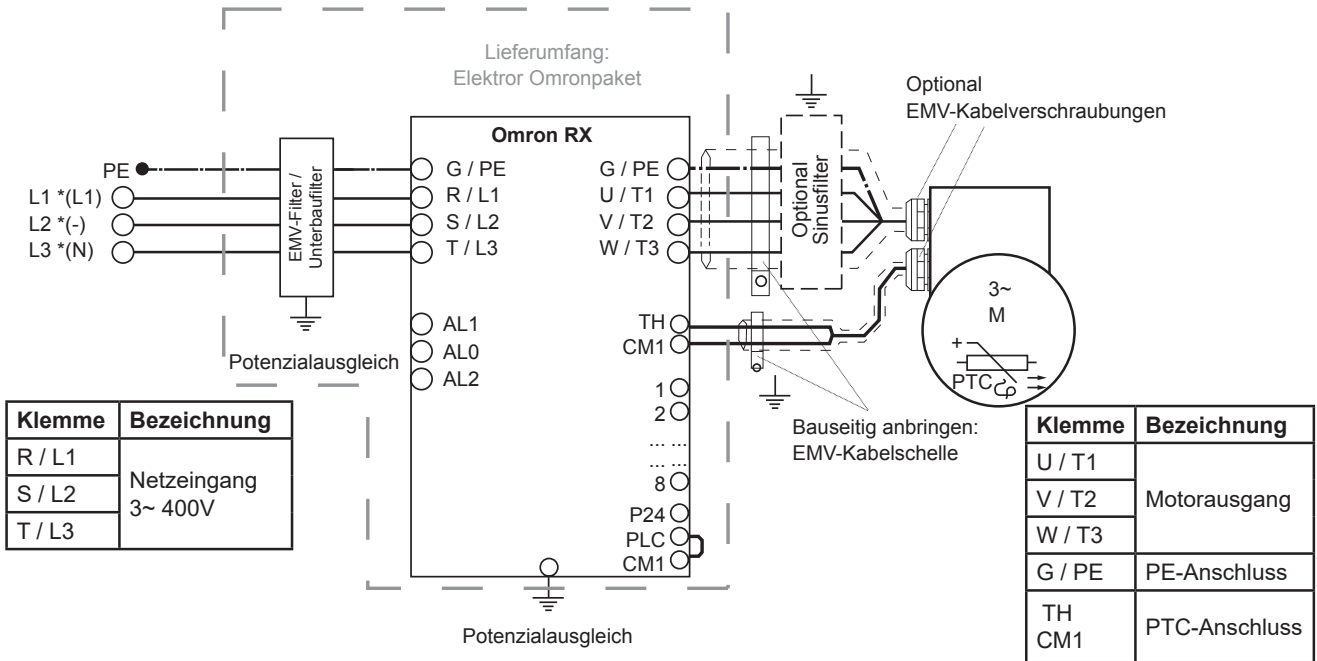 Lieferumfang:
Elektror Omronpaket
Optional
EMV-Kabelverschraubungen
Omron RX
PE
L1 *(L1)
L2 *(-)
L3 *(N)
EMV-Filter /
Unterbaufilter
G / PE
R / L1
S / L2
T / L3
G / PE
U / T1
V / T2
W / T3
Optional
Sinusfilter
3~
M
+
PTC
Potenzialausgleich
AL1
AL0
AL2
TH
CM1
1
2
... ...
... ...
8
P24
PLC
CM1
Bauseitig anbringen:
EMV-Kabelschelle
Potenzialausgleich
Klemme Bezeichnung
R / L1
S / L2
T / L3
Netzeingang
3~ 400V
Klemme Bezeichnung
U / T1
V / T2
W / T3
Motorausgang
G / PE PE-Anschluss
TH
CM1
PTC-Anschluss